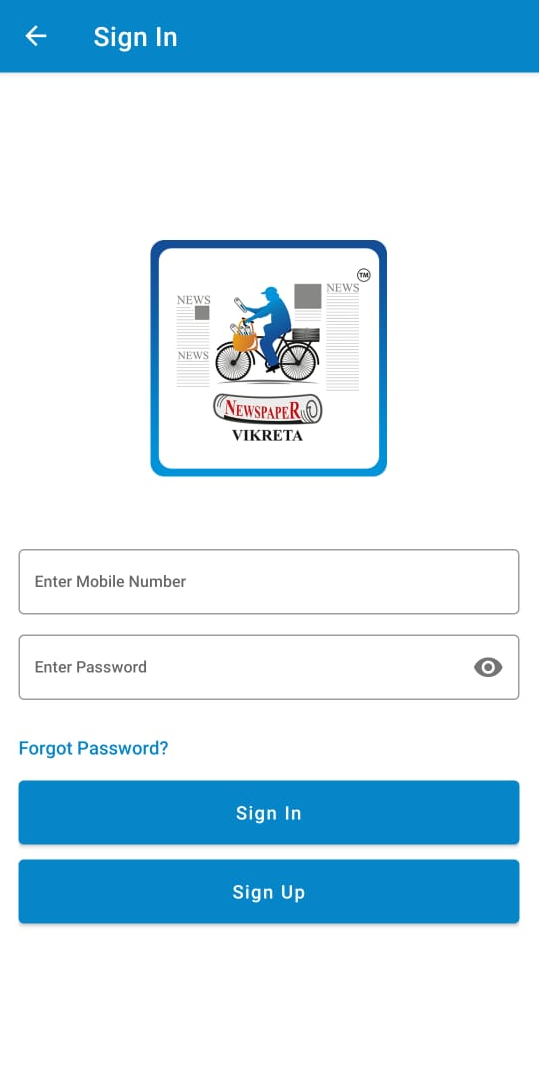 Sign In
TM
NEWS
NEWS
NEWS
NEWSPAPER
VIKRETA
Enter Mobile Number
Enter Password
Forgot Password?
Sign In
Sign Up